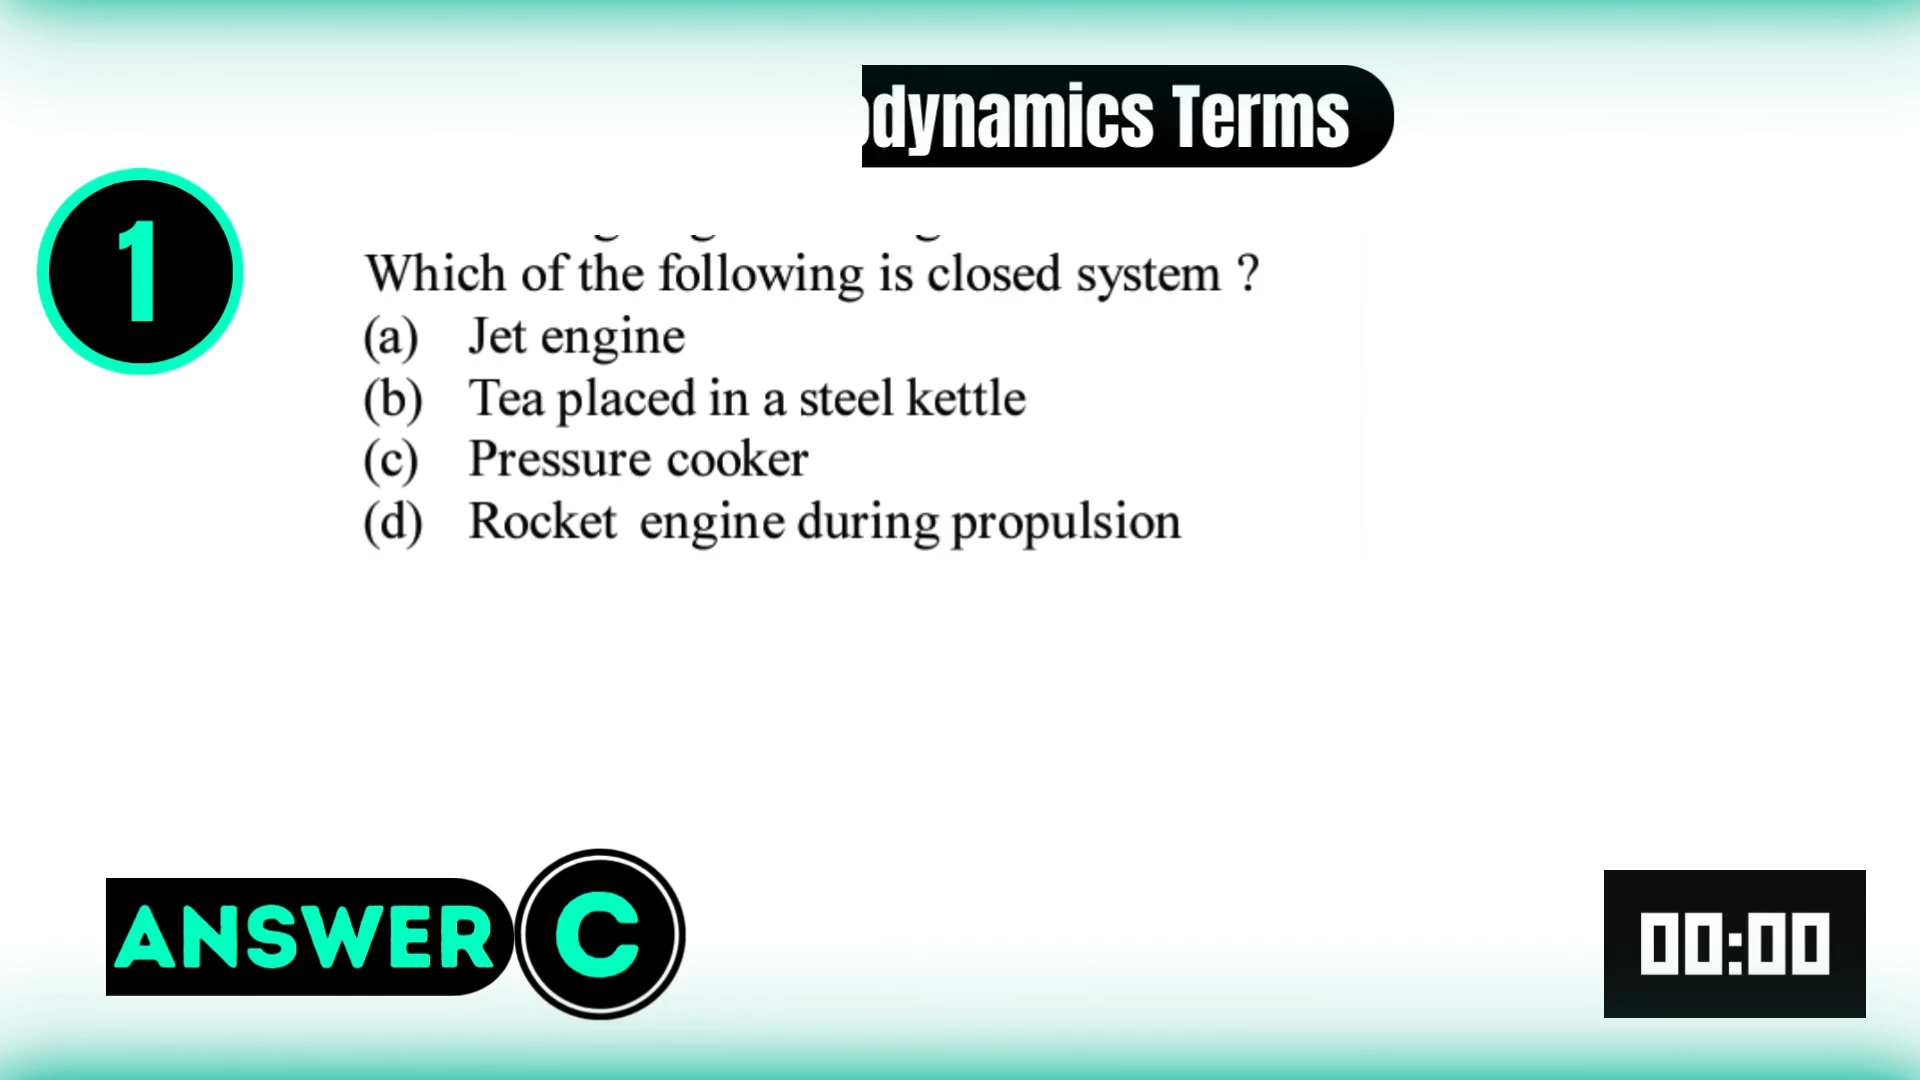 dynamics Terms
1
Which of the following is closed system ?
(a) Jet engine
(b) Tea placed in a steel kettle
(c) Pressure cooker
(d) Rocket engine during propulsion
ANSWER C
00:00